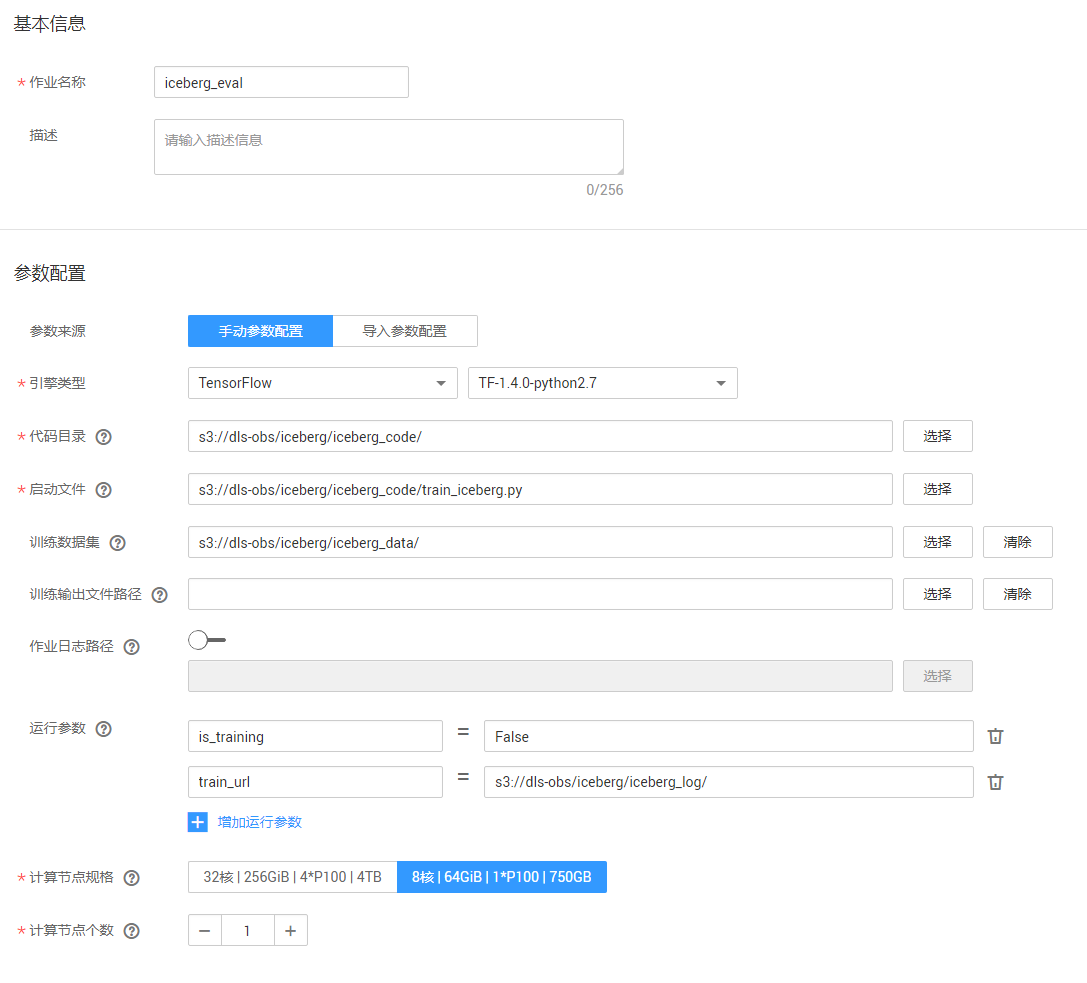 基本信息
* 作业名称 iceberg_eval
描述 请输入描述信息
0/256
参数配置
参数来源 手动参数配置 导入参数配置
* 引擎类型 TensorFlow TF-1.4.0-python2.7
* 代码目录 ? s3://dls-obs/iceberg/iceberg_code/ 选择
* 启动文件 ? s3://dls-obs/iceberg/iceberg_code/train_iceberg.py 选择
训练数据集 ? s3://dls-obs/iceberg/iceberg_data/ 选择 清除
训练输出文件路径 ? 选择 清除
作业日志路径 ?
选择
运行参数 ? is_training = False
train_url = s3://dls-obs/iceberg/iceberg_log/
+ 增加运行参数
* 计算节点规格 ? 32核 | 256GiB | 4*P100 | 4TB 8核 | 64GiB | 1*P100 | 750GB
* 计算节点个数 ? − 1 +